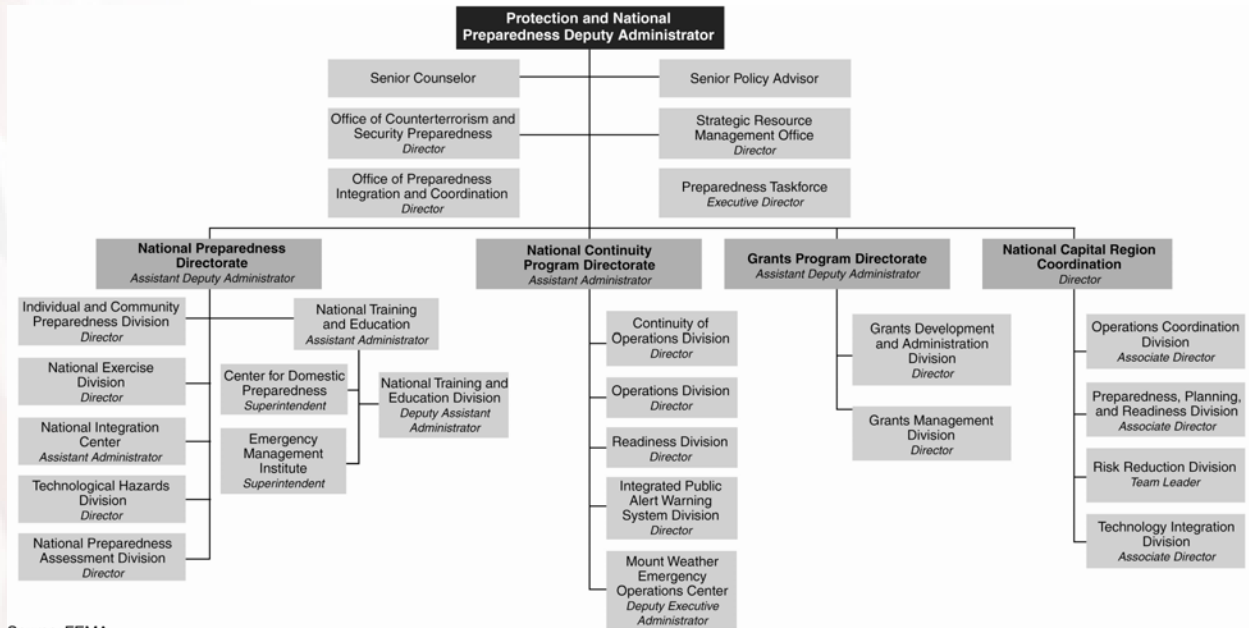 Protection and National
Preparedness Deputy Administrator
Senior Counselor
Senior Policy Advisor
Office of Counterterrorism and
Security Preparedness
Director
Strategic Resource
Management Office
Director
Office of Preparedness
Integration and Coordination
Director
Preparedness Taskforce
Executive Director
National Preparedness
Directorate
Assistant Deputy Administrator
National Continuity
Program Directorate
Assistant Administrator
Grants Program Directorate
Assistant Deputy Administrator
National Capital Region
Coordination
Director
Individual and Community
Preparedness Division
Director
National Exercise
Division
Director
National Integration
Center
Assistant Administrator
Technological Hazards
Division
Director
National Preparedness
Assessment Division
Director
National Training
and Education
Assistant Administrator
Center for Domestic
Preparedness
Superintendent
National Training and
Education Division
Deputy Assistant
Administrator
Emergency
Management
Institute
Superintendent
Continuity of
Operations Division
Director
Operations Division
Director
Readiness Division
Director
Integrated Public
Alert Warning
System Division
Director
Mount Weather
Emergency
Operations Center
Deputy Executive
Administrator
Grants Development
and Administration
Division
Director
Grants Management
Division
Director
Operations Coordination
Division
Associate Director
Preparedness, Planning,
and Readiness Division
Associate Director
Risk Reduction Division
Team Leader
Technology Integration
Division
Associate Director